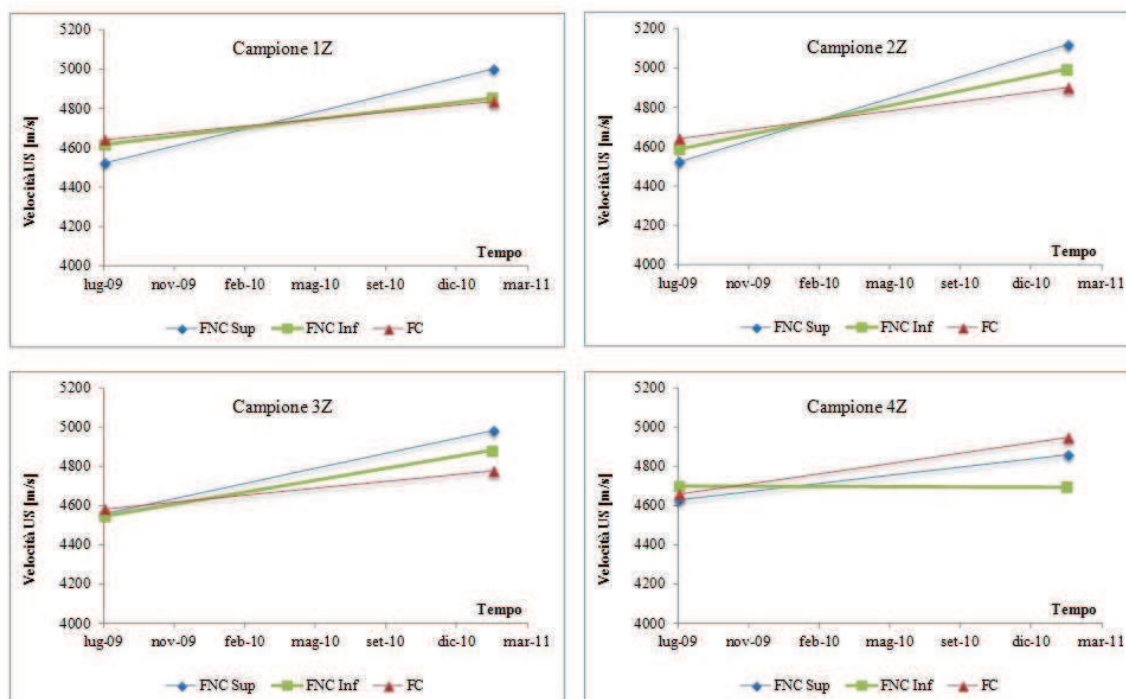 Campione 1Z
Velocità US [m/s]
5200
5000
4800
4600
4400
4200
4000
Tempo
lug-09 nov-09 feb-10 mag-10 set-10 dic-10 mar-11
FNC Sup FNC Inf FC
Campione 2Z
Velocità US [m/s]
5200
5000
4800
4600
4400
4200
4000
Tempo
lug-09 nov-09 feb-10 mag-10 set-10 dic-10 mar-11
FNC Sup FNC Inf FC
Campione 3Z
Velocità US [m/s]
5200
5000
4800
4600
4400
4200
4000
Tempo
lug-09 nov-09 feb-10 mag-10 set-10 dic-10 mar-11
FNC Sup FNC Inf FC
Campione 4Z
Velocità US [m/s]
5200
5000
4800
4600
4400
4200
4000
Tempo
lug-09 nov-09 feb-10 mag-10 set-10 dic-10 mar-11
FNC Sup FNC Inf FC